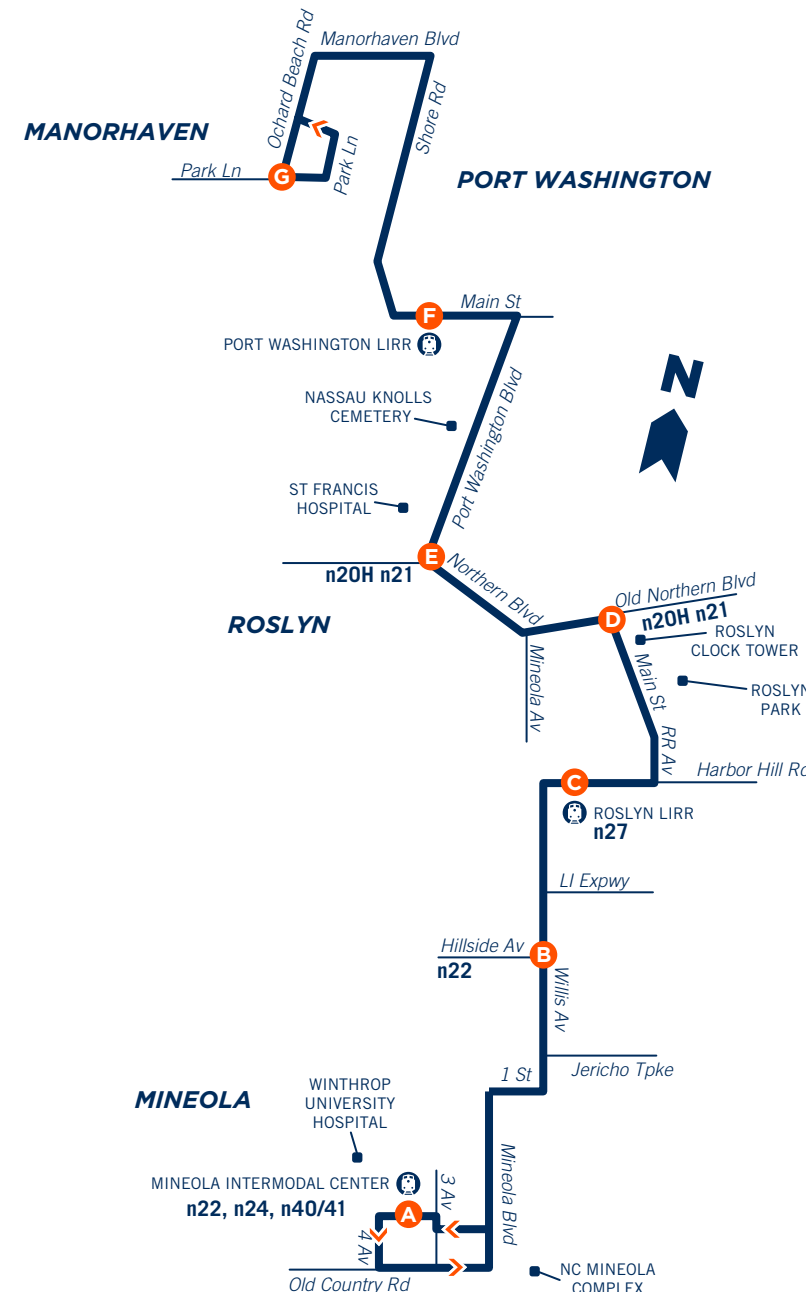 Manorhaven Blvd
Ochard Beach Rd
Shore Rd
MANORHAVEN
Park Ln
G
Park Ln
PORT WASHINGTON
Main St
F
PORT WASHINGTON LIRR
N
NASSAU KNOLLS
CEMETERY
Port Washington Blvd
ST FRANCIS
HOSPITAL
E
n20H n21
Northern Blvd
Old Northern Blvd
D
n20H n21
ROSLYN
ROSLYN
CLOCK TOWER
Mineola Av
Main St
ROSLYN
PARK
RR Av
Harbor Hill Rd
C
ROSLYN LIRR
n27
LI Expwy
Hillside Av
B
n22
Willis Av
Jericho Tpke
1 St
MINEOLA
WINTHROP
UNIVERSITY
HOSPITAL
Mineola Blvd
MINEOLA INTERMODAL CENTER
3 Av
n22, n24, n40/41
A
4 Av
NC MINEOLA
COMPLEX
Old Country Rd